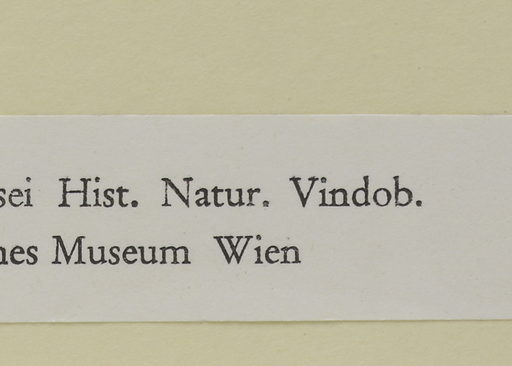 sei Hist. Natur. Vindob.
nes Museum Wien